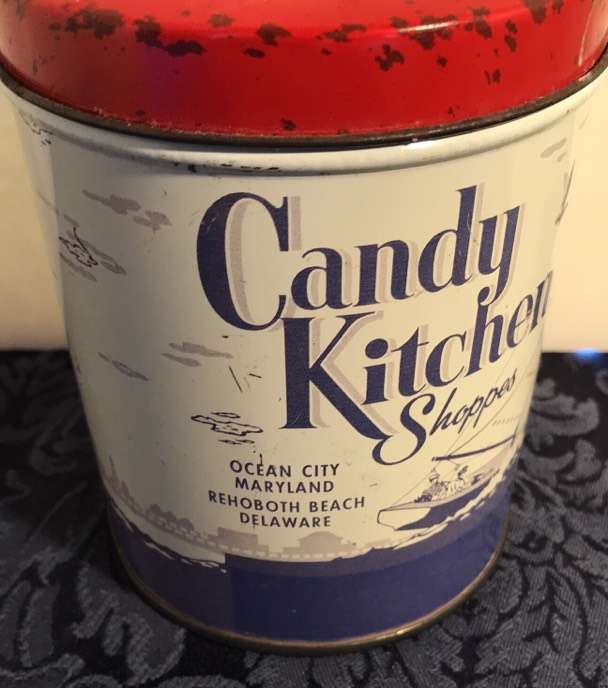 Candy
Kitchen
Shoppes
OCEAN CITY
MARYLAND
REHOBOTH BEACH
DELAWARE